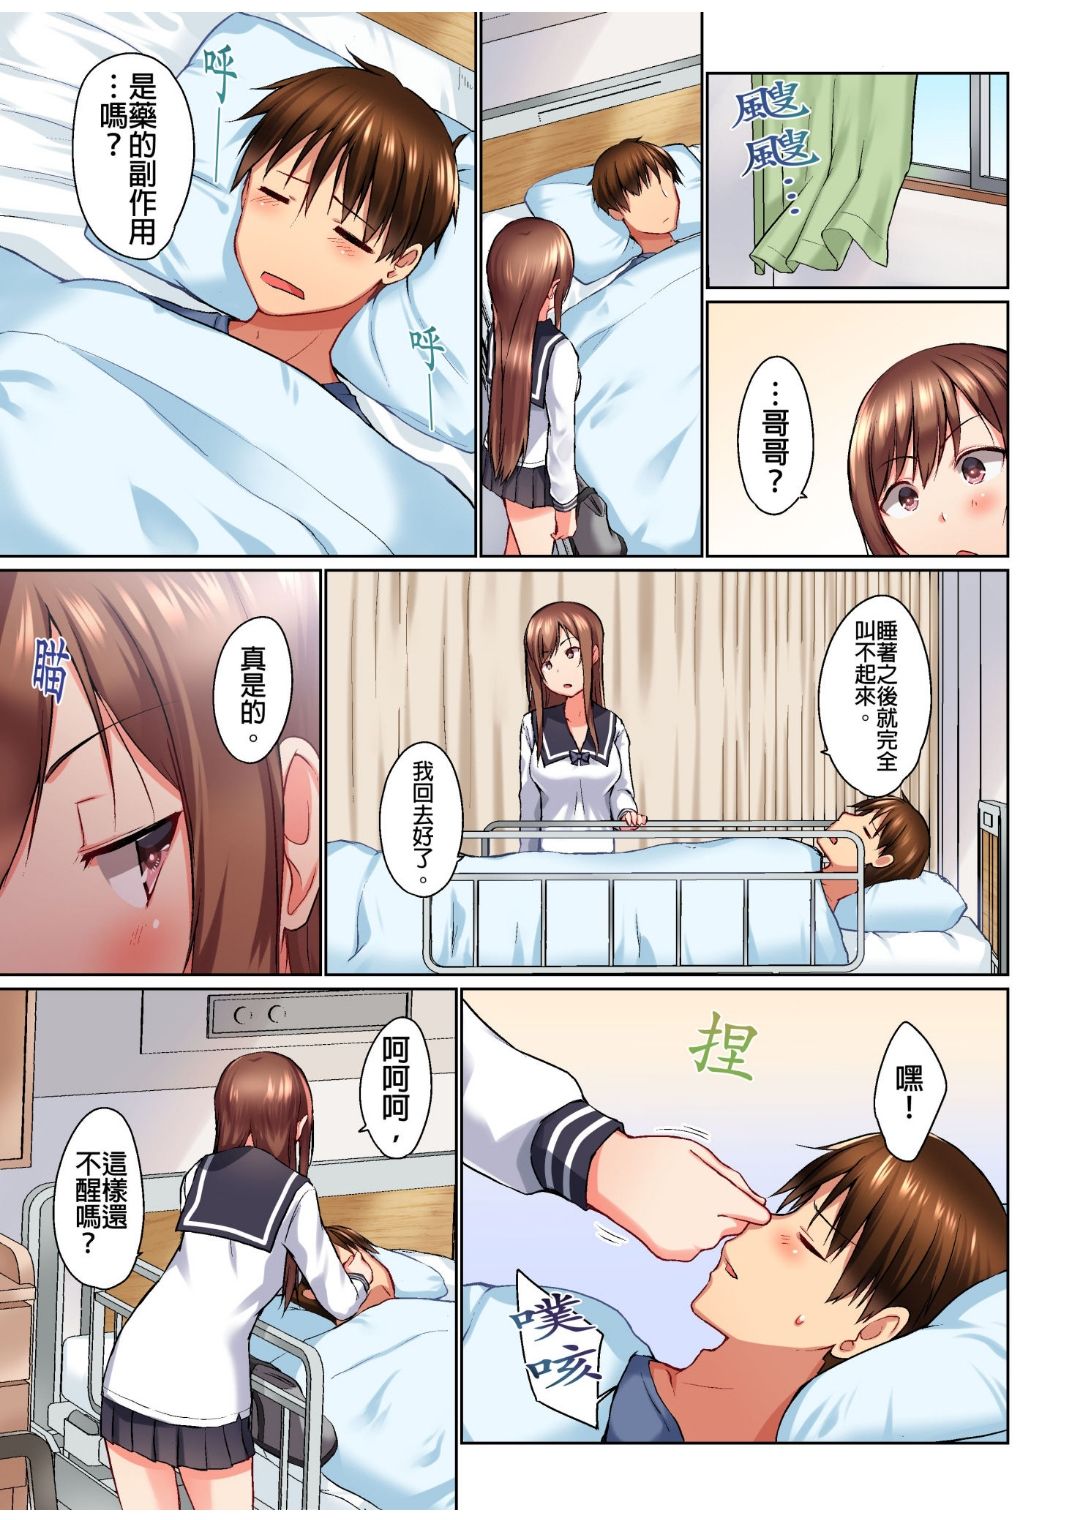 颼
颼…
…哥哥？
呼—
是藥的副作用
…嗎？
呼—
睡著之後就完全
叫不起來。
我回去好了。
真是的。
瞄
嘿！
捏
噗
咳
呵呵呵，
這樣還
不醒嗎？